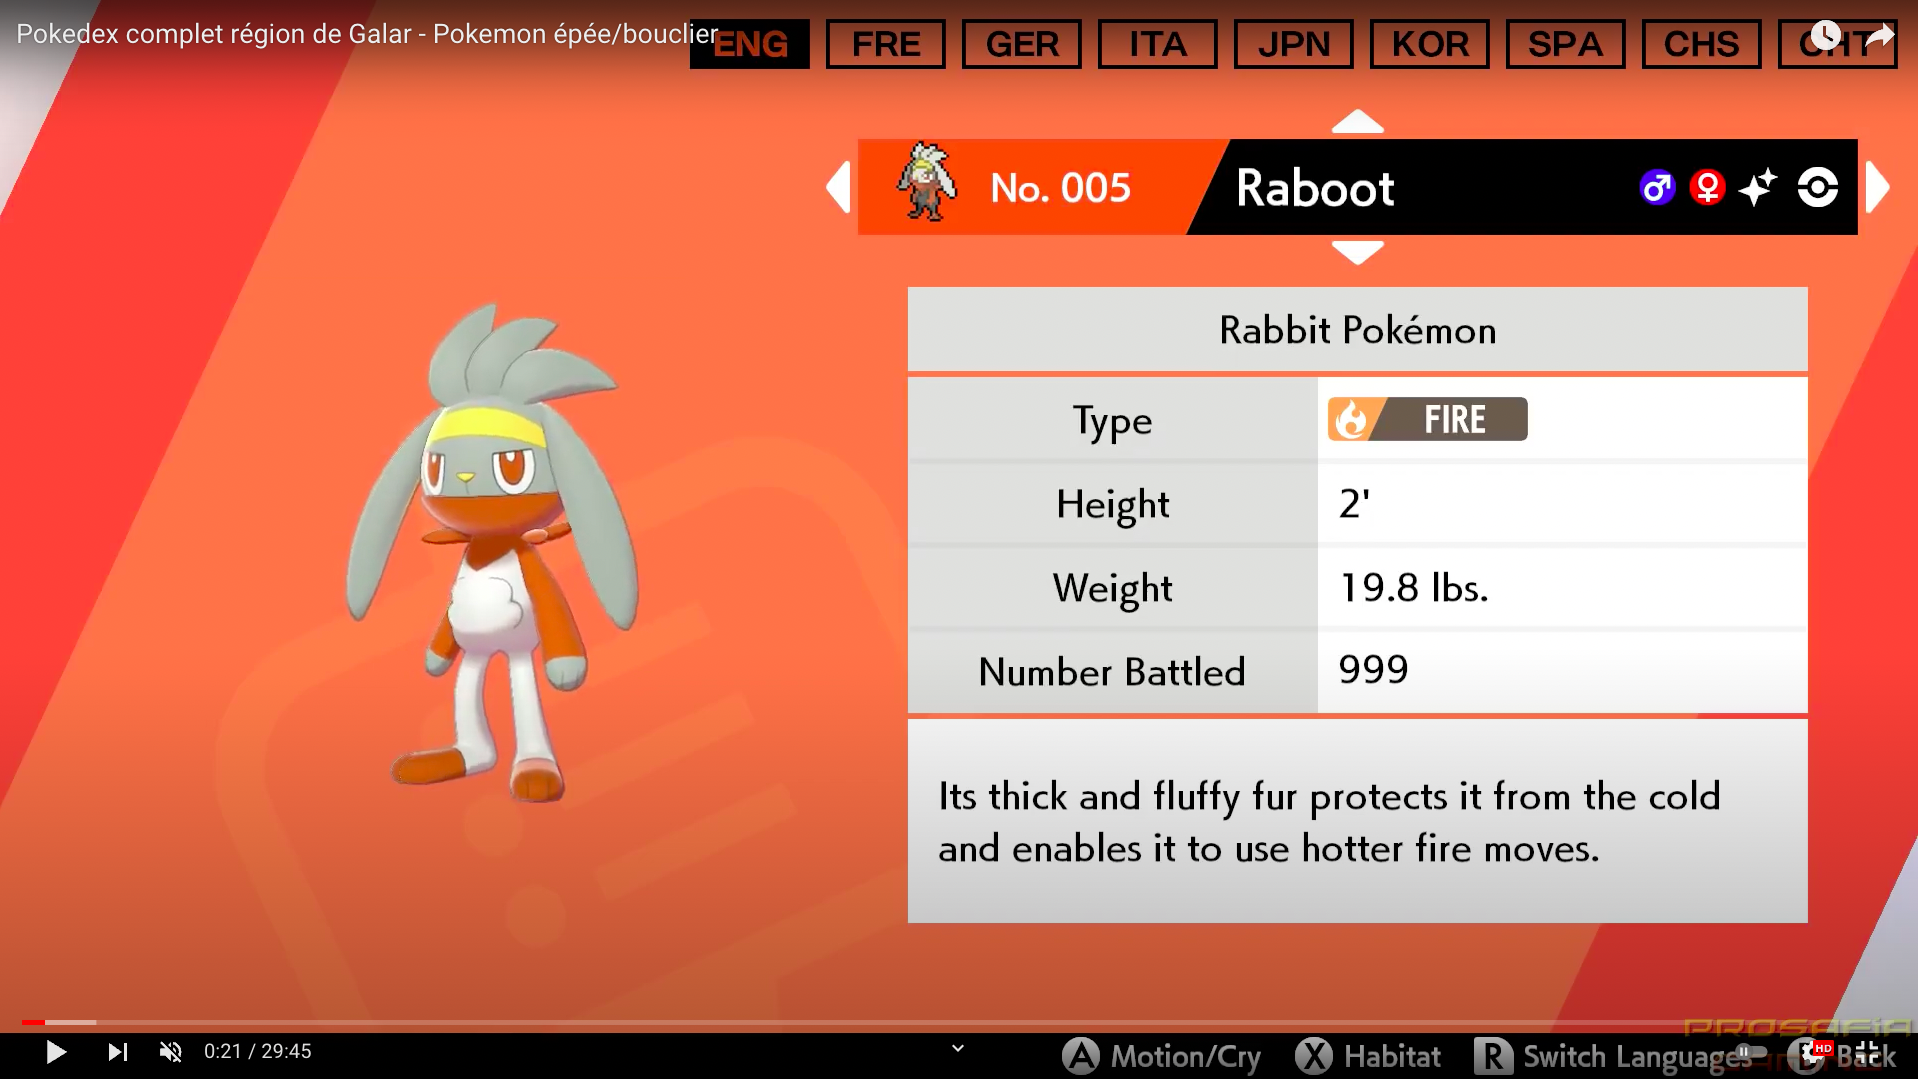 Pokedex complet région de Galar - Pokemon épée/bouclier
ENG FRE GER ITA JPN KOR SPA CHS CHT
No. 005 Raboot
Rabbit Pokémon
Type FIRE
Height 2'
Weight 19.8 lbs.
Number Battled 999
Its thick and fluffy fur protects it from the cold
and enables it to use hotter fire moves.
PROSAFIA
0:21 / 29:45
A Motion/Cry X Habitat R Switch Languages HD Back